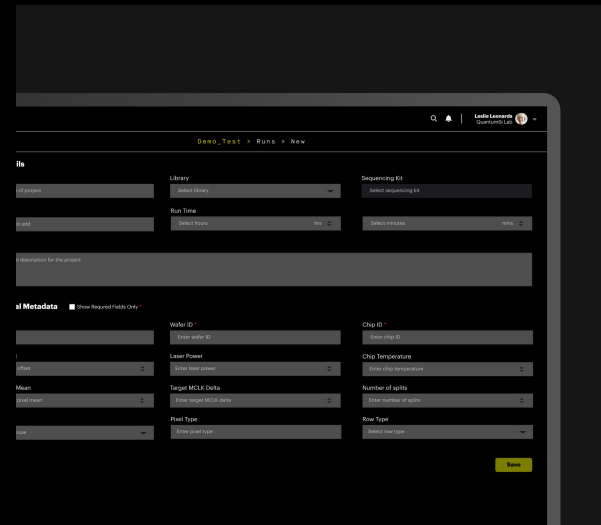 Leslie Leonards
QuantumSi Lab
Demo_Test > Runs > New
ils
Library
Sequencing Kit
of project
Select library
Select sequencing kit
Run Time
to add
Select hours
hrs
Select minutes
mins
description for the project
al Metadata
Show Required Fields Only *
Wafer ID *
Chip ID *
Enter wafer ID
Enter chip ID
Laser Power
Chip Temperature
offset
Enter laser power
Enter chip temperature
Mean
Target MCLK Delta
Number of splits
pixel mean
Enter target MCLK delta
Enter number of splits
Pixel Type
Row Type
Enter pixel type
Select row type
Save